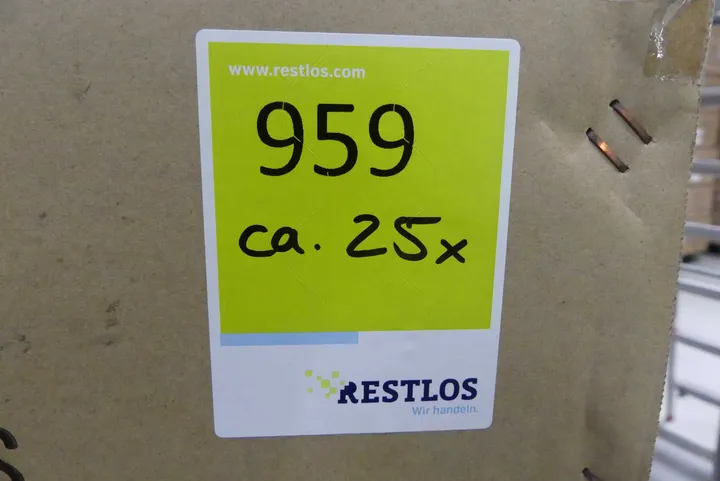 www.restlos.com
959
ca. 25x
RESTLOS
Wir handeln.